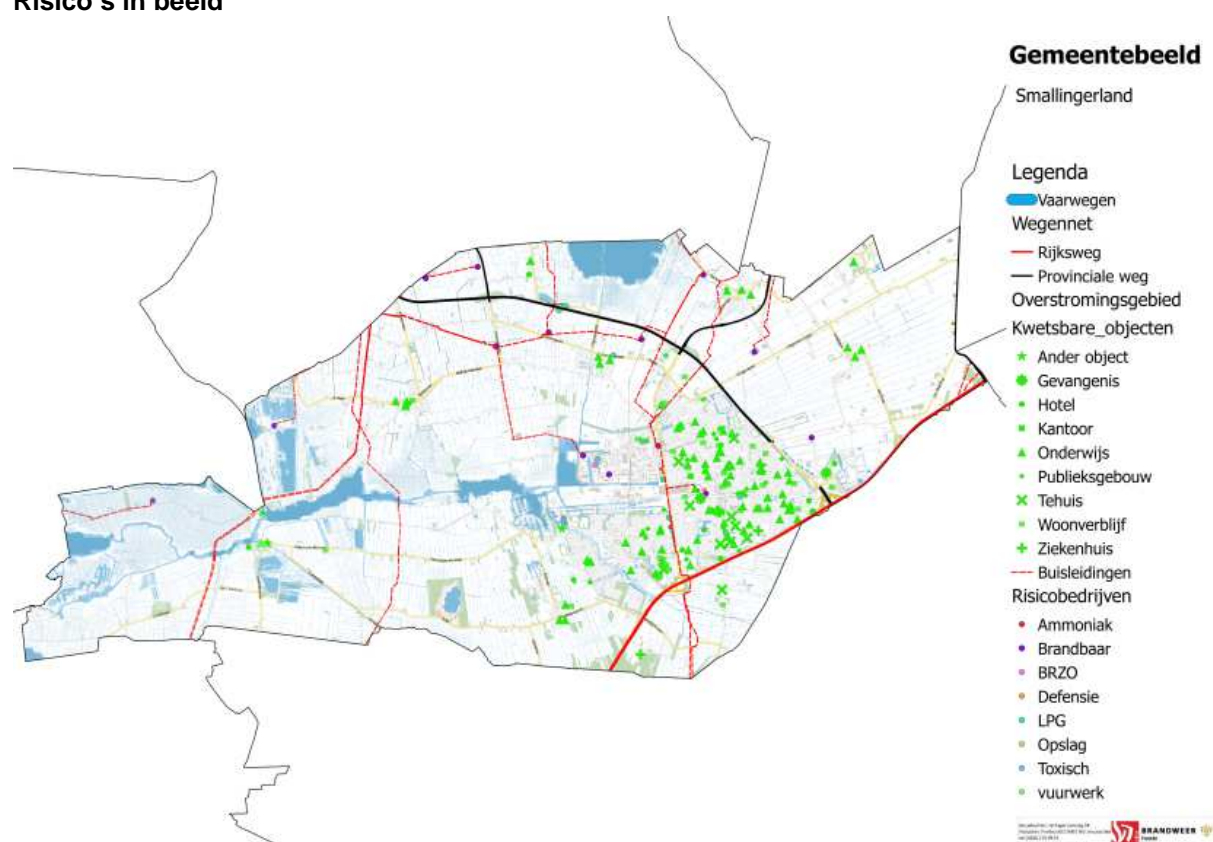 Risico's in beeld
Gemeentebeeld
Smallingerland
Legenda
Vaarwegen
Wegennet
Rijksweg
Provinciale weg
Overstromingsgebied
Kwetsbare_objecten
Ander object
Gevangenis
Hotel
Kantoor
Onderwijs
Publieksgebouw
Tehuis
Woonverblijf
Ziekenhuis
Buisleidingen
Risicobedrijven
Ammoniak
Brandbaar
BRZO
Defensie
LPG
Opslag
Toxisch
vuurwerk
BRANDWEER